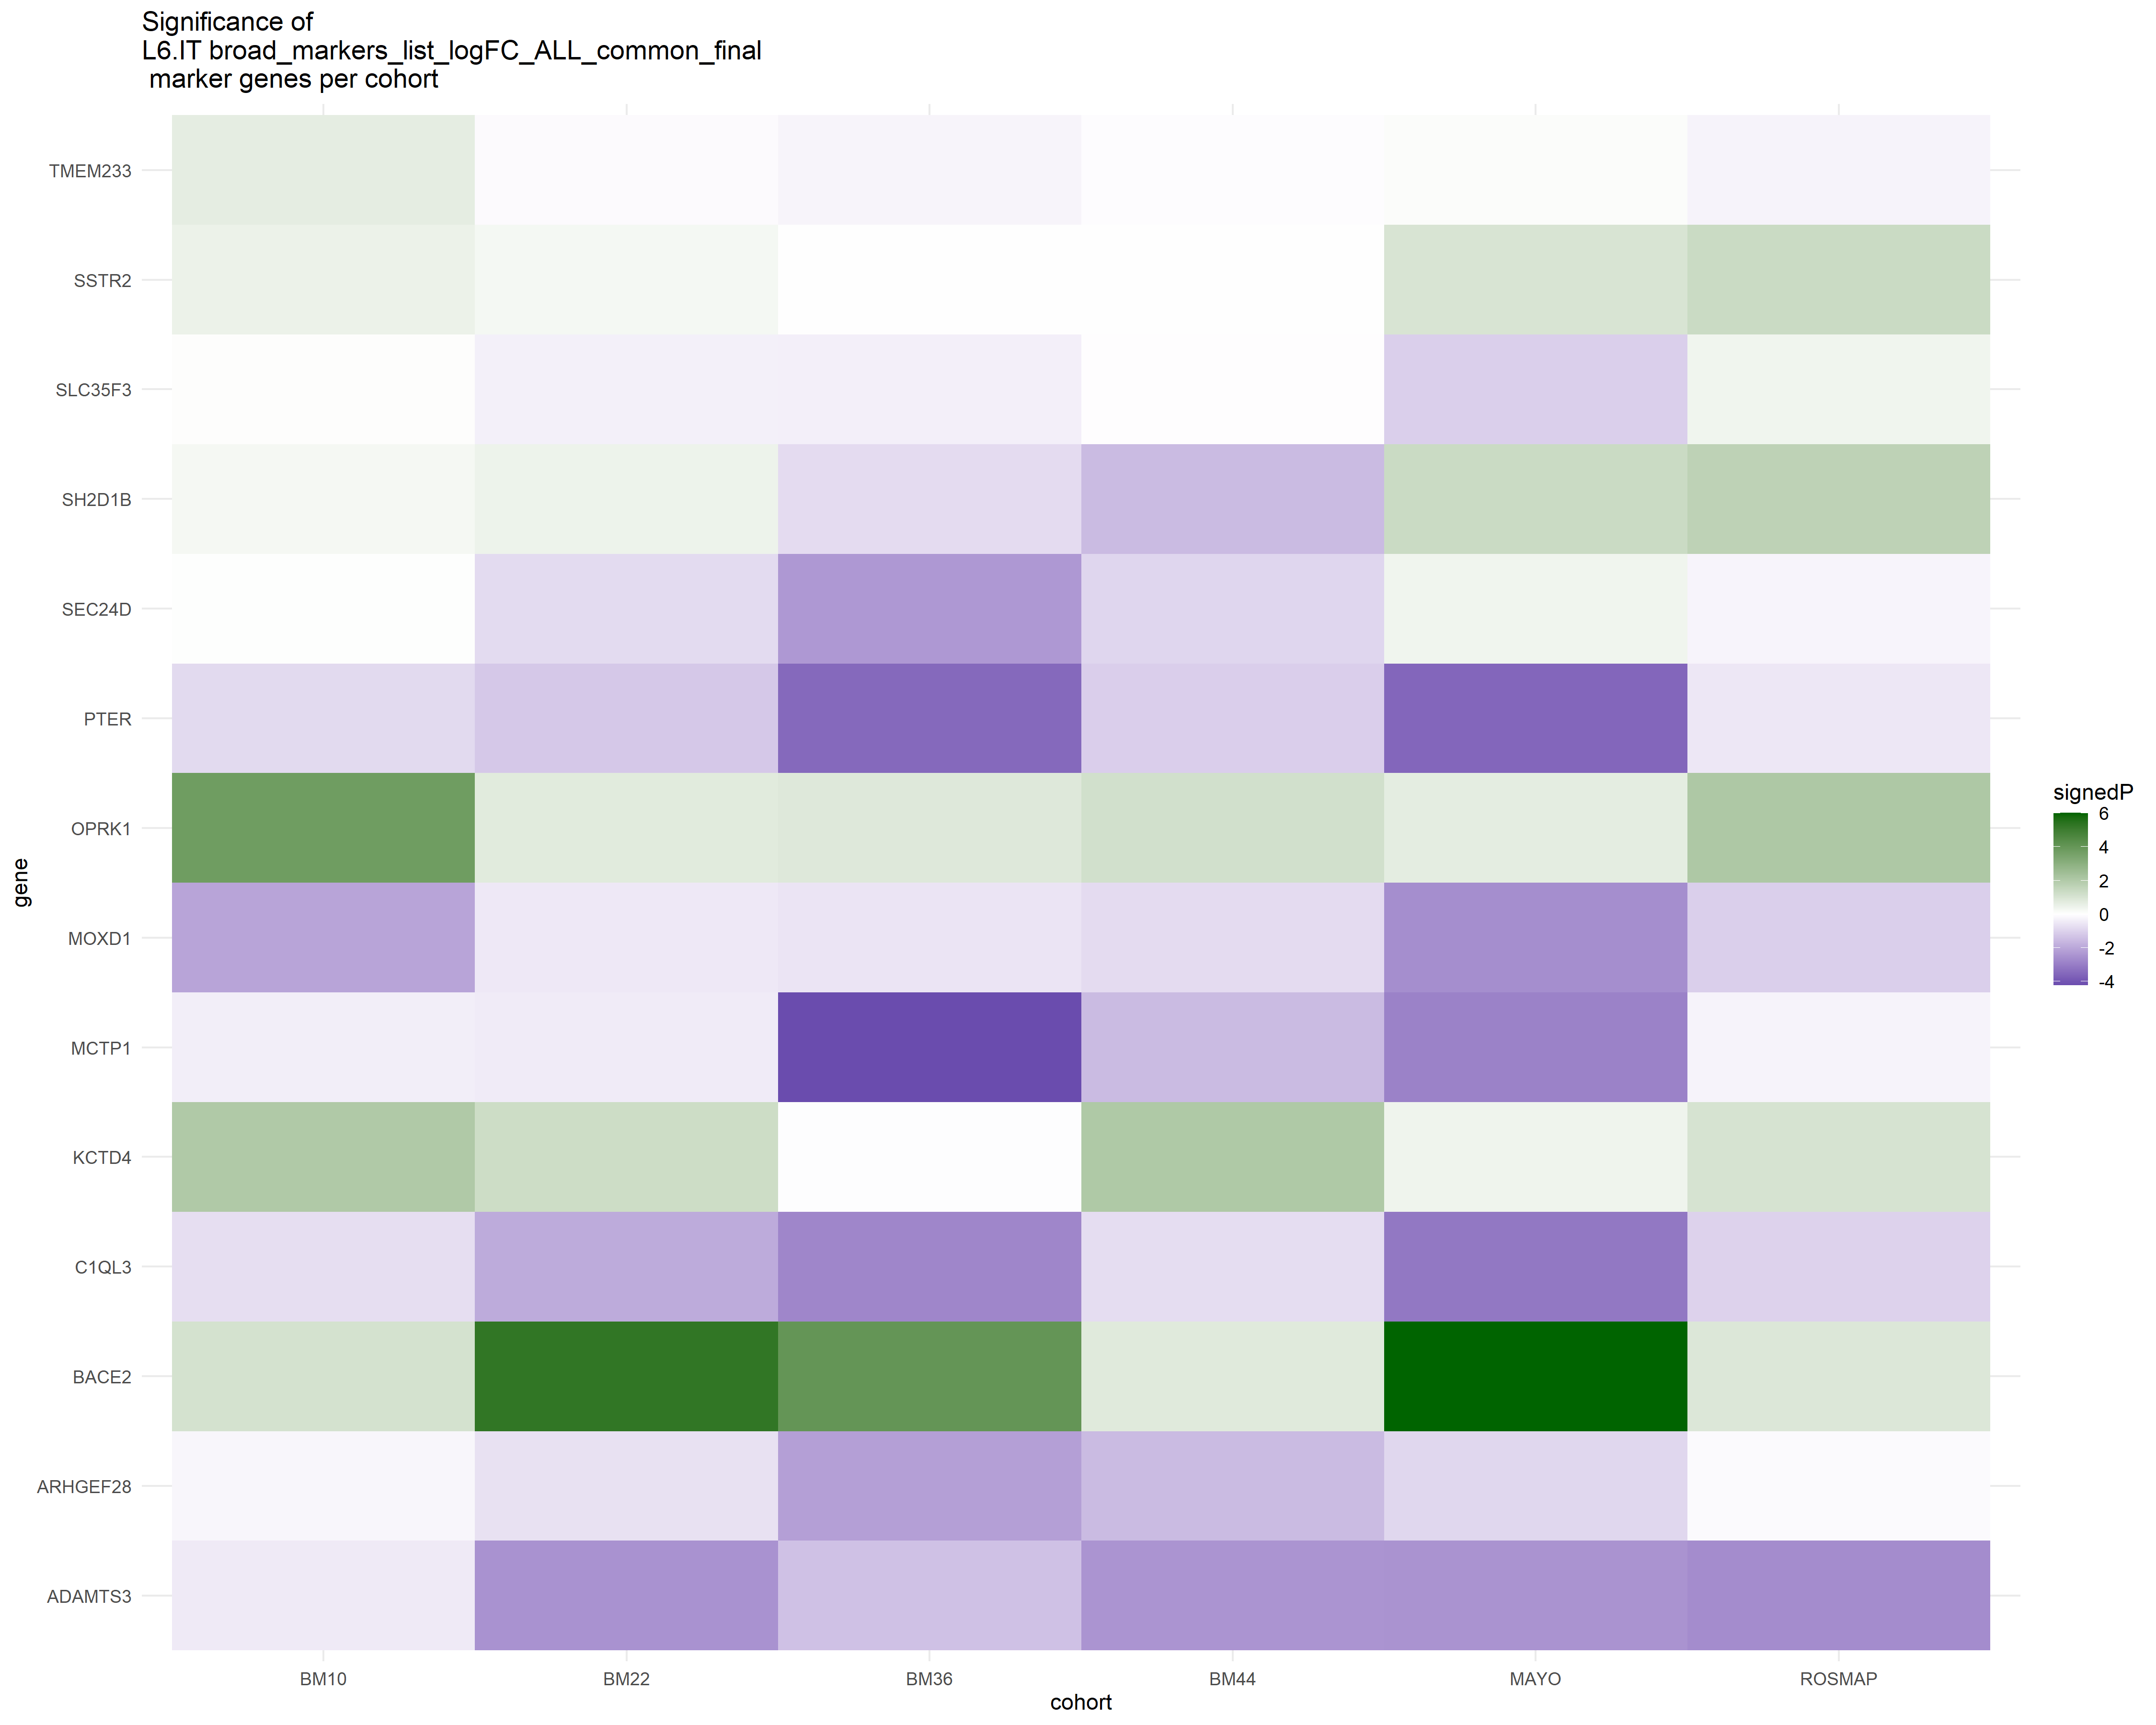 Significance of
L6.IT broad_markers_list_logFC_ALL_common_final
marker genes per cohort
TMEM233
SSTR2
SLC35F3
SH2D1B
SEC24D
PTER
OPRK1
MOXD1
MCTP1
KCTD4
C1QL3
BACE2
ARHGEF28
ADAMTS3
gene
BM10
BM22
BM36
BM44
MAYO
ROSMAP
cohort
signedP
6
4
2
0
-2
-4